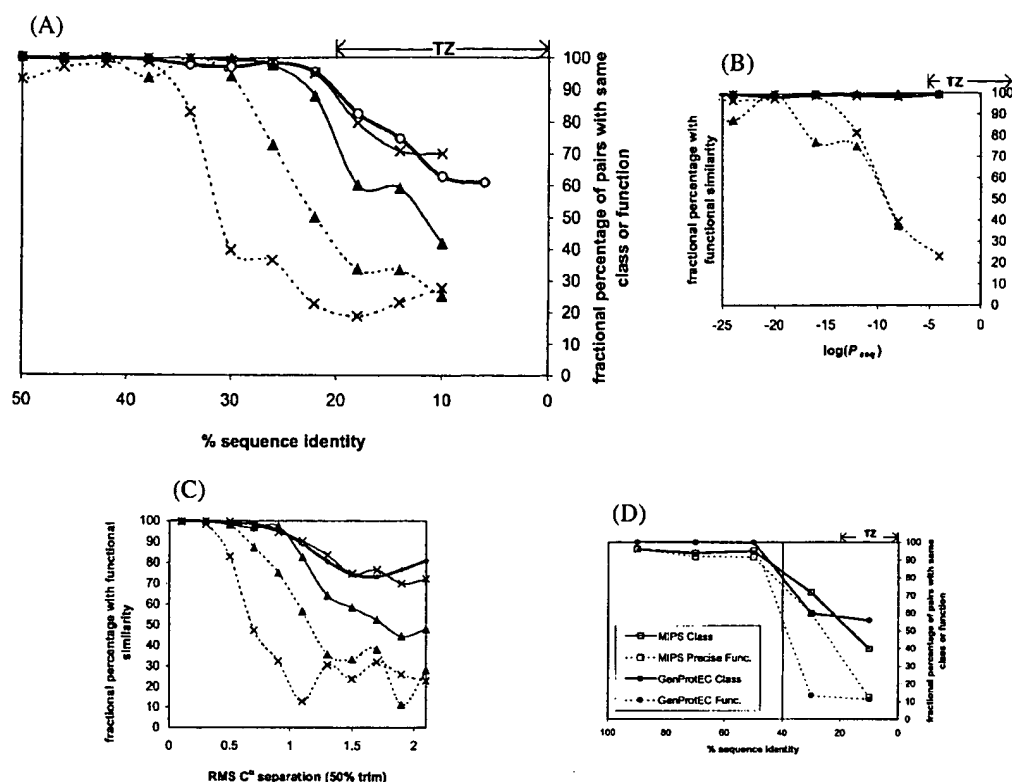 (A)
TZ
100
90
80
70
60
50
40
30
20
10
0
fractional percentage of pairs with same
class or function
50
40
30
20
10
0
% sequence identity
(B)
TZ
100
90
80
70
60
50
40
30
20
10
0
fractional percentage with
functional similarity
-25
-20
-15
-10
-5
0
log(P seq)
(C)
100
90
80
70
60
50
40
30
20
10
0
fractional percentage with functional
similarity
0
0.5
1
1.5
2
RMS Cα separation (50% trim)
(D)
TZ
100
90
80
70
60
50
40
30
20
10
0
fractional percentage of pairs with same
class or function
MIPS Class
MIPS Precise Func.
GenProtEC Class
GenProtEC Func.
100
80
60
40
20
0
% sequence identity